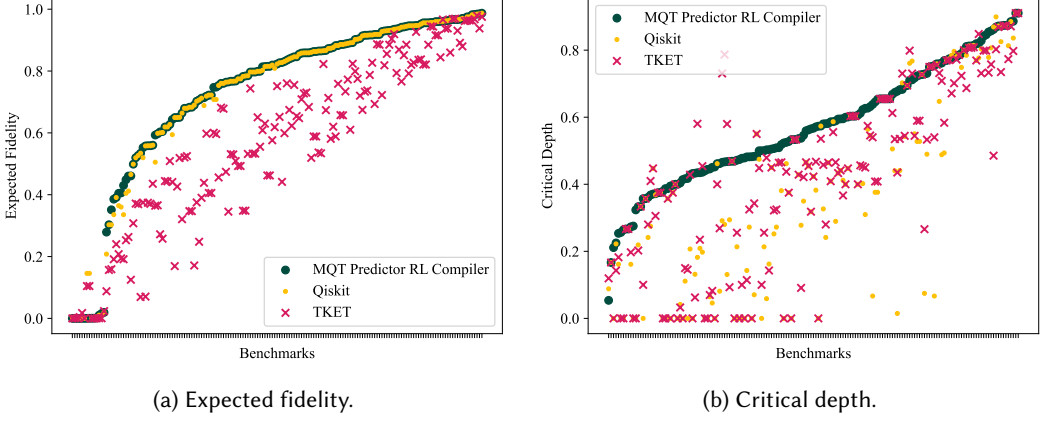 1.0
0.8
0.6
0.4
0.2
0.0
Expected Fidelity
MQT Predictor RL Compiler
Qiskit
TKET
Benchmarks
(a) Expected fidelity.
MQT Predictor RL Compiler
Qiskit
TKET
0.8
0.6
0.4
0.2
0.0
Critical Depth
Benchmarks
(b) Critical depth.